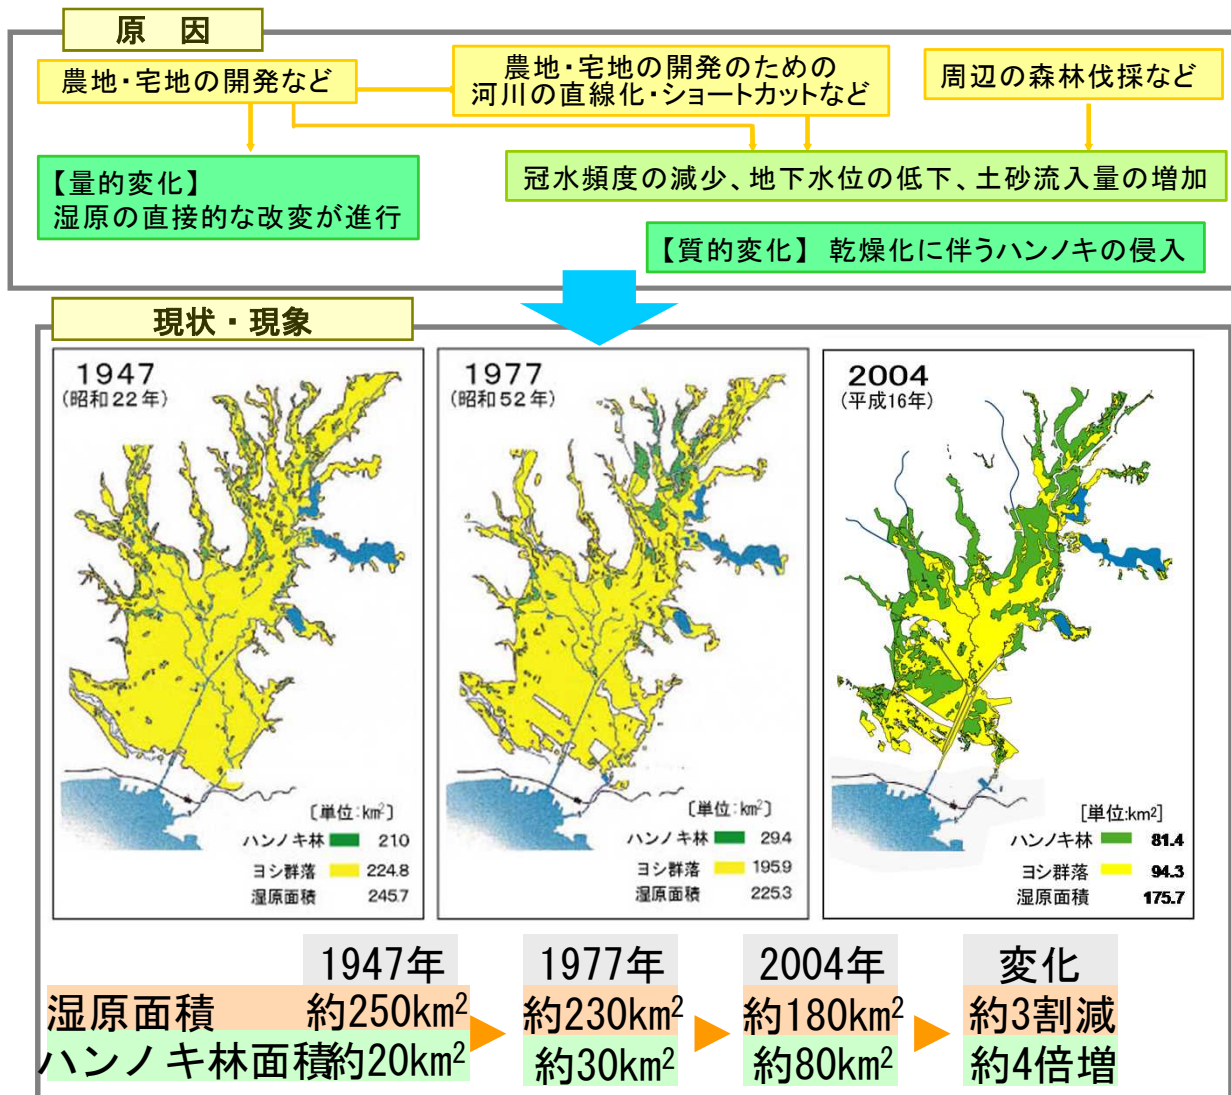 原　因
農地・宅地の開発など
農地・宅地の開発のための
河川の直線化・ショートカットなど
周辺の森林伐採など
【量的変化】
湿原の直接的な改変が進行
冠水頻度の減少、地下水位の低下、土砂流入量の増加
【質的変化】 乾燥化に伴うハンノキの侵入
現状・現象
1947
(昭和22年)
[単位:km²]
ハンノキ林 21.0
ヨシ群落 224.8
湿原面積 245.7
1977
(昭和52年)
[単位:km²]
ハンノキ林 29.4
ヨシ群落 195.9
湿原面積 225.3
2004
(平成16年)
[単位:km²]
ハンノキ林 81.4
ヨシ群落 94.3
湿原面積 175.7
1947年 1977年 2004年 変化
湿原面積 約250km² 約230km² 約180km² 約3割減
ハンノキ林面積 約20km² 約30km² 約80km² 約4倍増